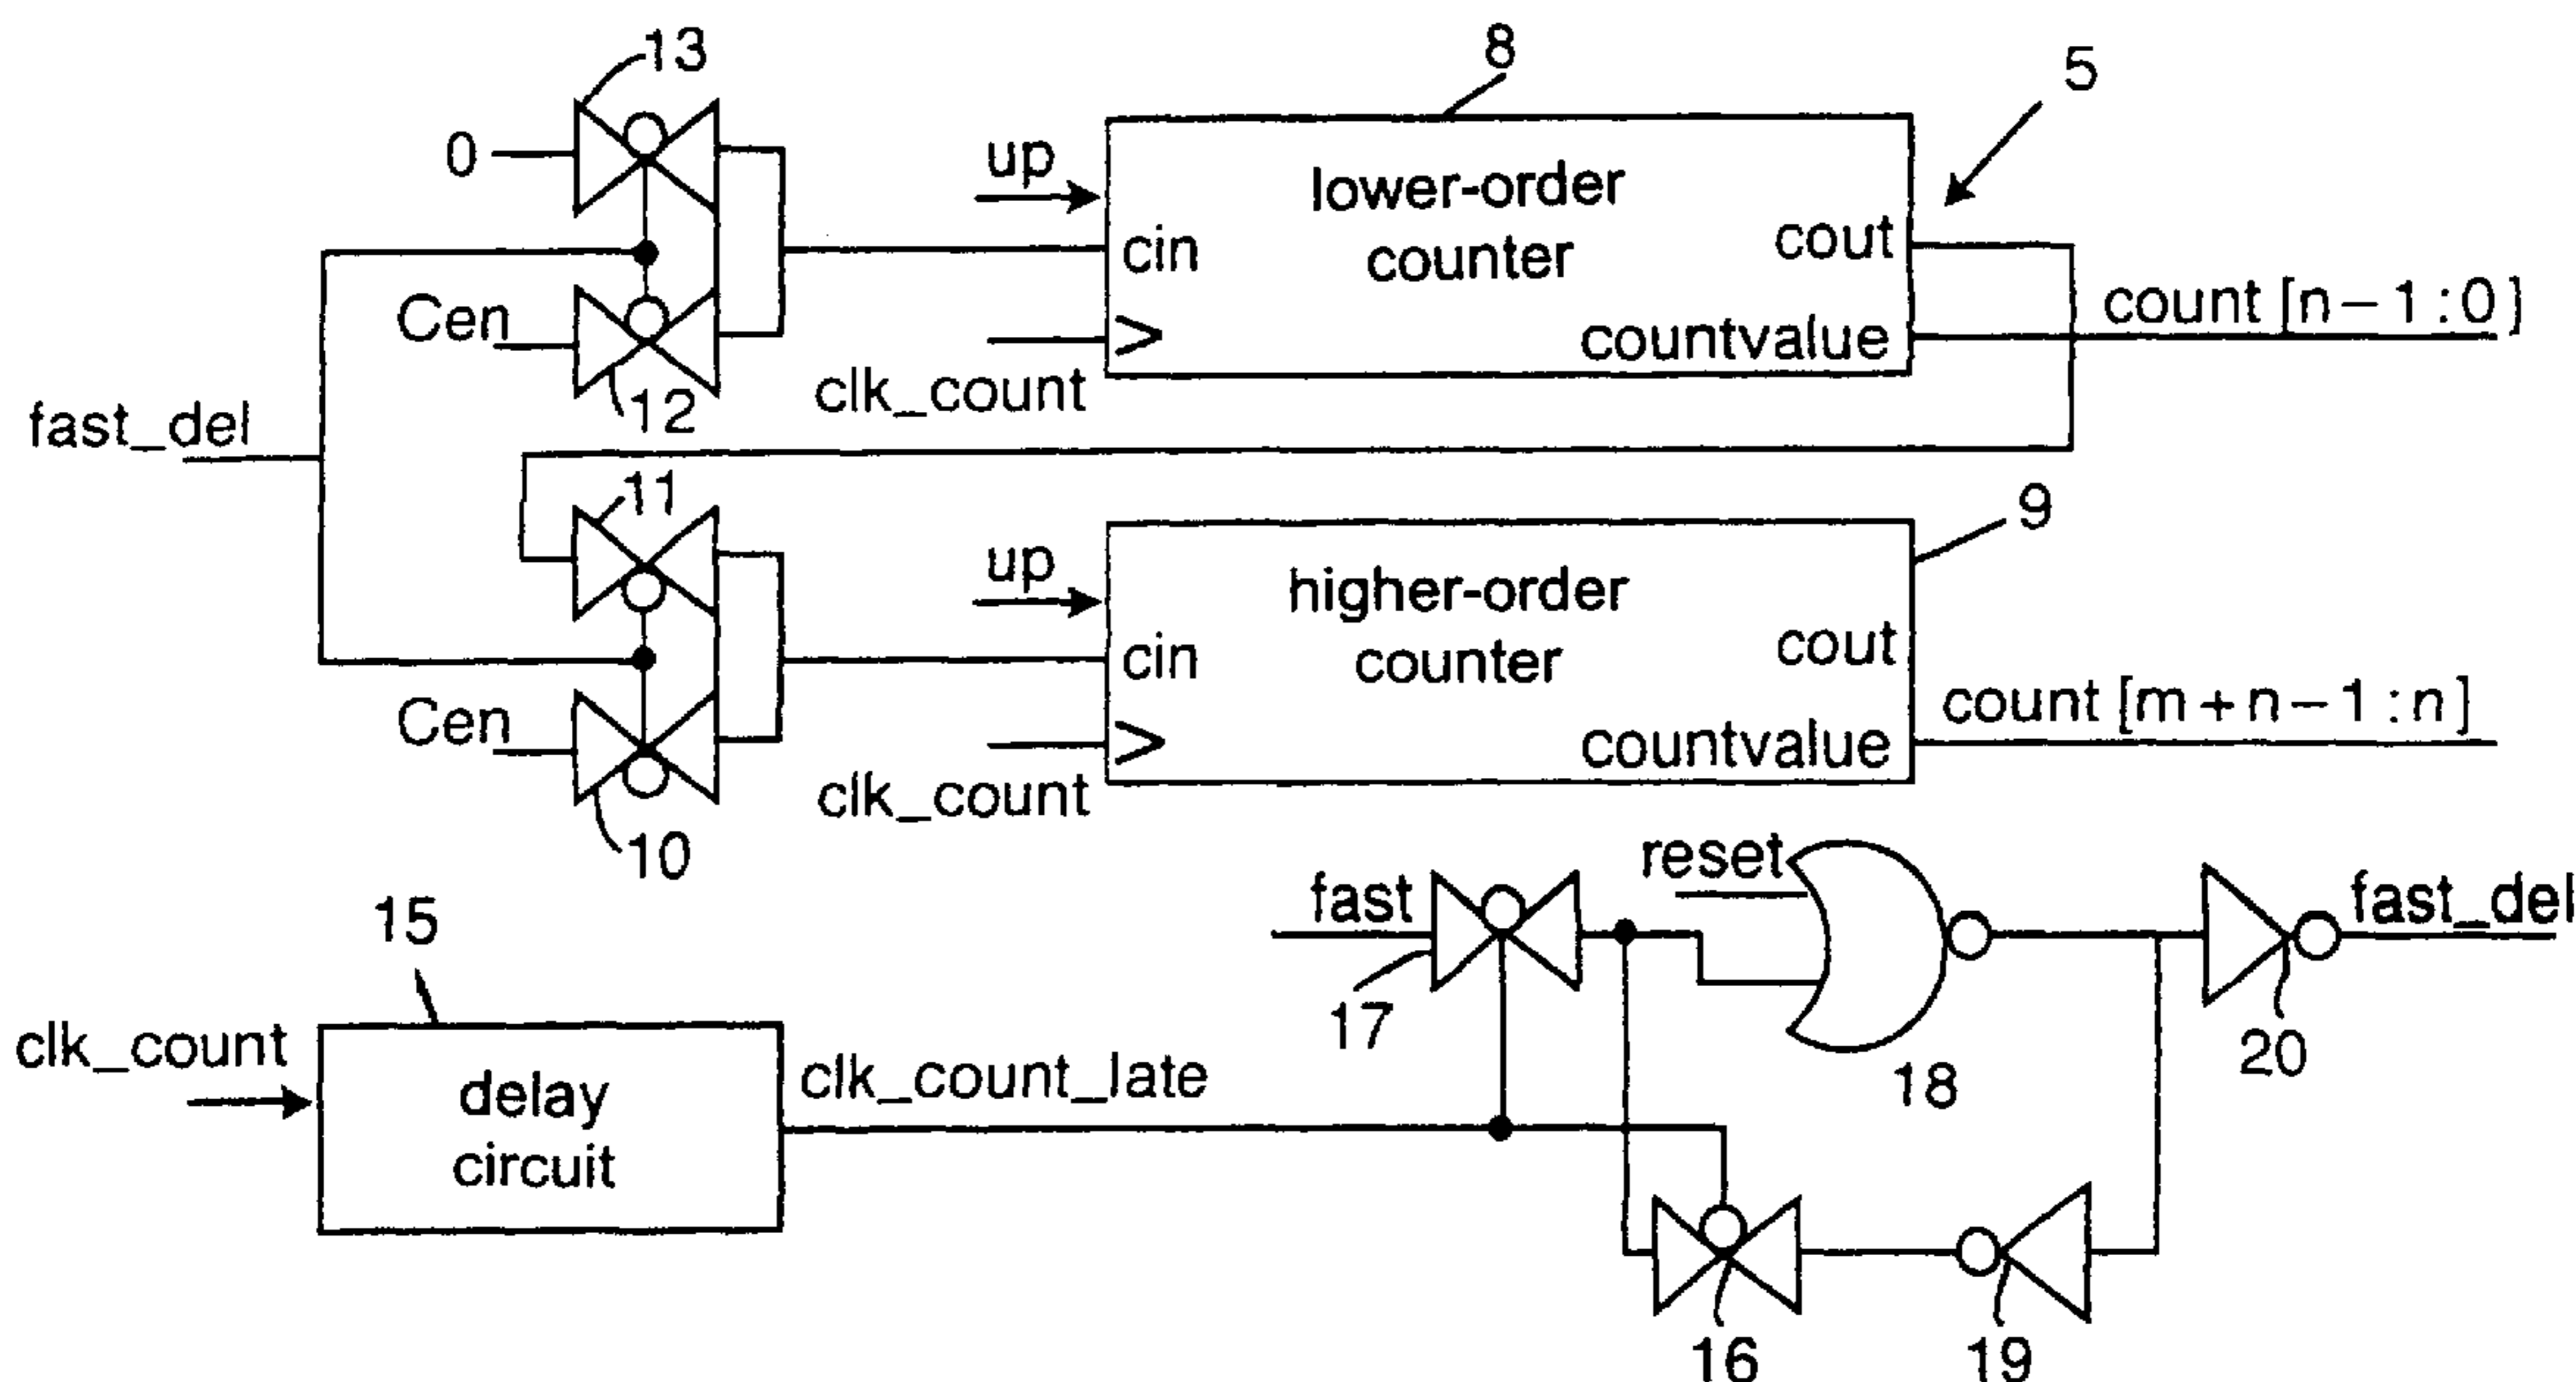 13
8
5
0
up
lower-order
counter
cin
cout
Cen
>
countvalue
count [n-1:0]
clk_count
12
fast_del
11
9
up
higher-order
counter
cin
cout
Cen
>
countvalue
count [m+n-1:n]
clk_count
10
reset
fast
fast_del
15
17
18
20
clk_count
delay
circuit
clk_count_late
16
19